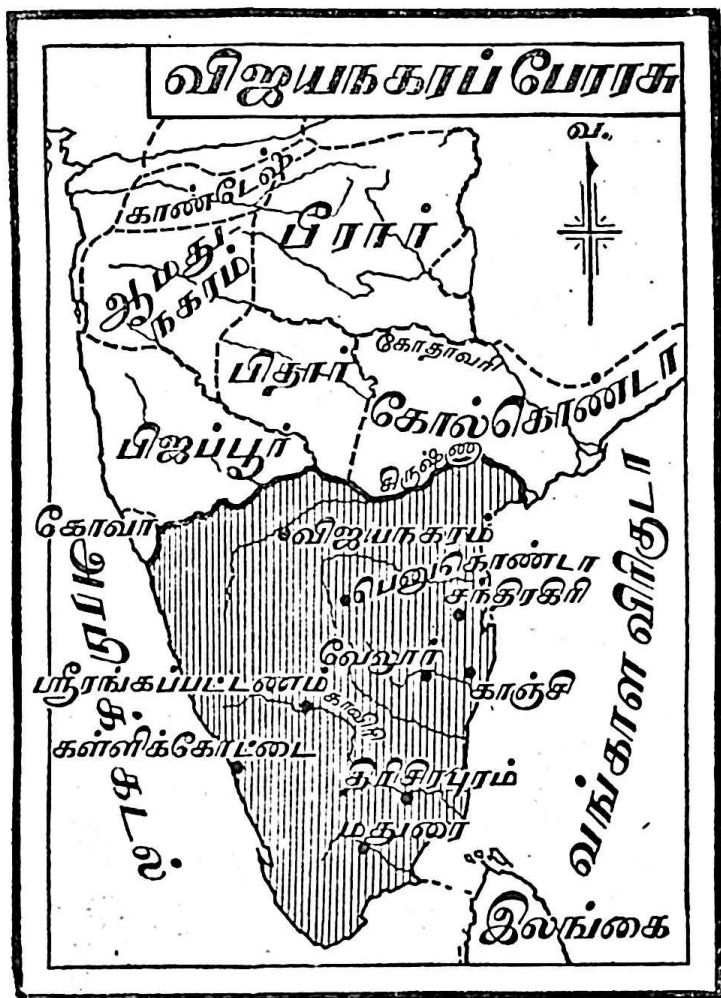 விஜயநகரப் பேரரசு
வ.
காண்டேஷ்
பீரார்
ஆமது
நகரம்
பிதார்
கோதாவரி
கோல்கொண்டா
பிஜப்பூர்
கிருஷ்ணா
கோவா
விஜயநகரம்
பெனுகொண்டா
சந்திரகிரி
வேலூர்
காஞ்சி
ஸ்ரீரங்கப்பட்டணம்
காவிரி
கள்ளிக்கோட்டை
திரிசிரபுரம்
மதுரை
அரபுக் கடல்
வங்காள விரிகுடா
இலங்கை